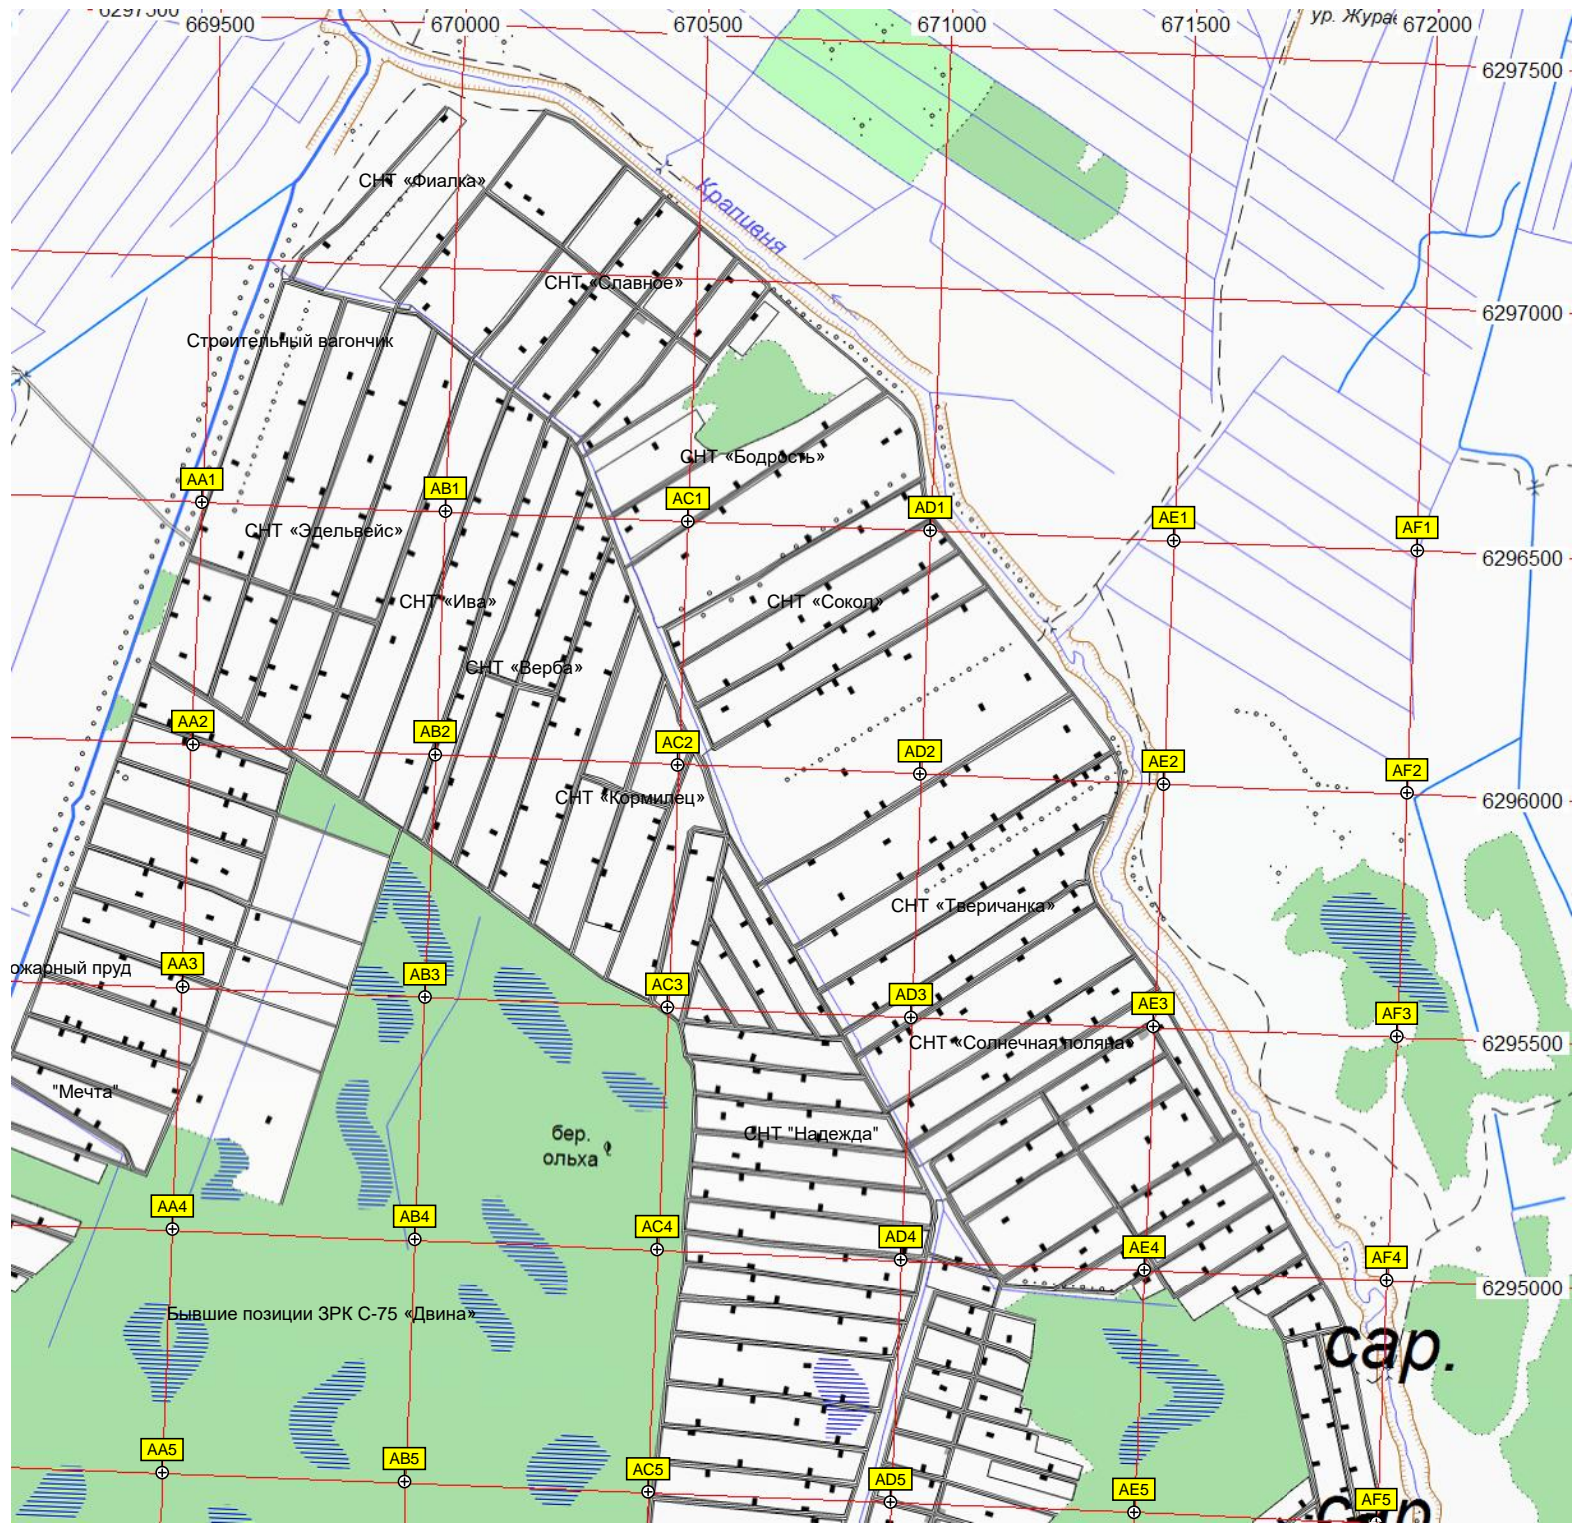 6297500
669500
670000
670500
671000
671500
672000
ур. Журав
6297500
СНТ «Фиалка»
Крапивня
СНТ «Славное»
6297000
Строительный вагончик
СНТ «Бодрость»
AA1
AB1
AC1
AD1
AE1
AF1
СНТ «Эдельвейс»
6296500
СНТ «Ива»
СНТ «Сокол»
СНТ «Верба»
AA2
AB2
AC2
AD2
AE2
AF2
СНТ «Кормилец»
6296000
СНТ «Тверичанка»
ожарный пруд
AA3
AB3
AC3
AD3
AE3
AF3
СНТ «Солнечная поляна»
6295500
"Мечта"
бер.
ольха
СНТ "Надежда"
AA4
AB4
AC4
AD4
AE4
AF4
6295000
Бывшие позиции ЗРК С-75 «Двина»
сар.
AA5
AB5
AC5
AD5
AE5
AF5
сар